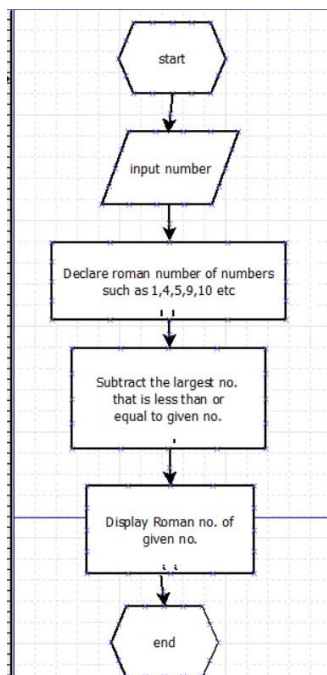 start
input number
Declare roman number of numbers
such as 1,4,5,9,10 etc
Subtract the largest no.
that is less than or
equal to given no.
Display Roman no. of
given no.
end